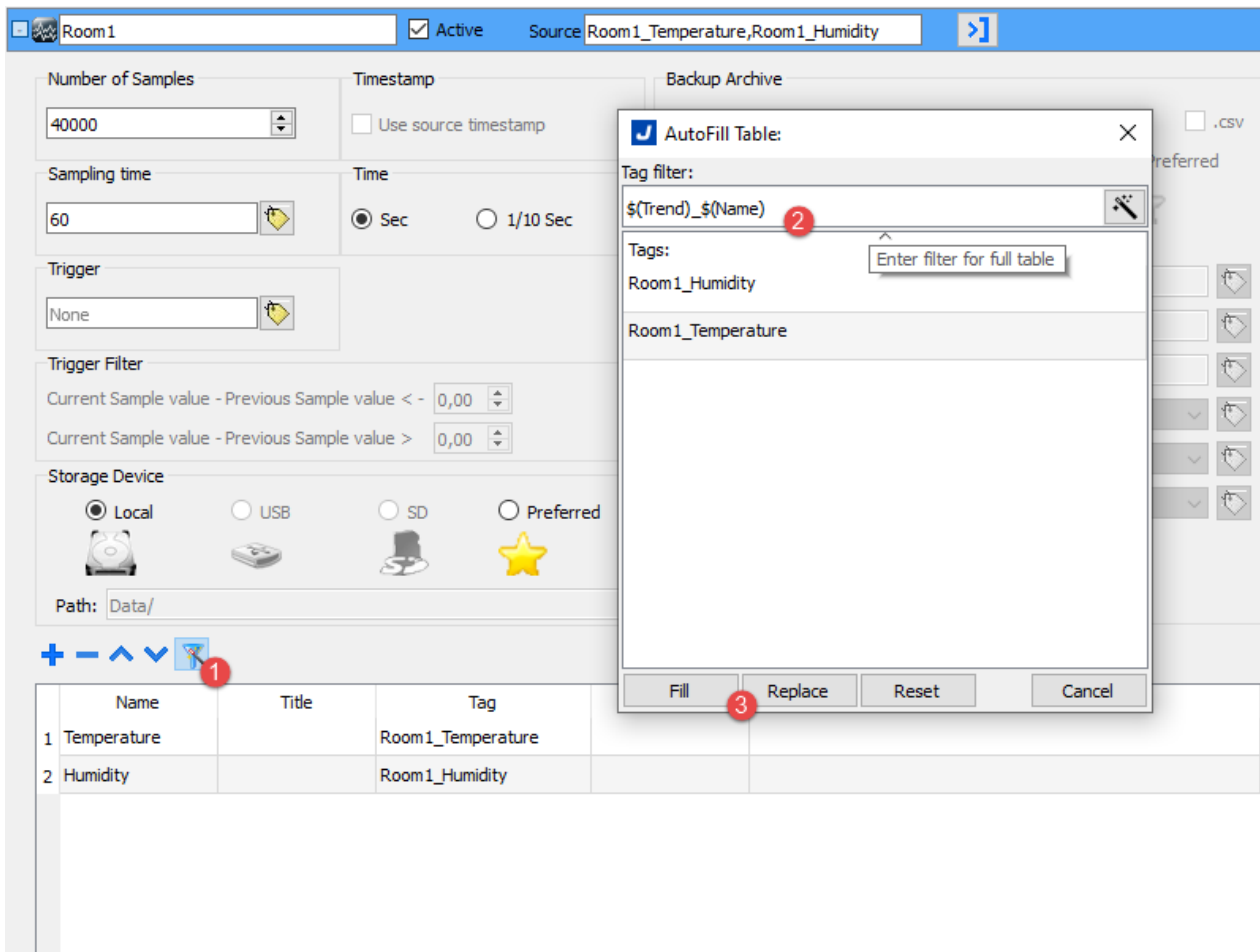 Room1
Active
Source
Room1_Temperature,Room1_Humidity
Number of Samples
40000
Timestamp
Use source timestamp
Backup Archive
.csv
Preferred
Sampling time
60
Time
Sec
1/10 Sec
Trigger
None
Trigger Filter
Current Sample value - Previous Sample value < -
0,00
Current Sample value - Previous Sample value >
0,00
Storage Device
Local
USB
SD
Preferred
Path:
Data/
AutoFill Table:
Tag filter:
$(Trend)_$(Name)
2
Enter filter for full table
Tags:
Room1_Humidity
Room1_Temperature
Fill
3
Replace
Reset
Cancel
1
Name Title Tag
1 Temperature Room1_Temperature
2 Humidity Room1_Humidity